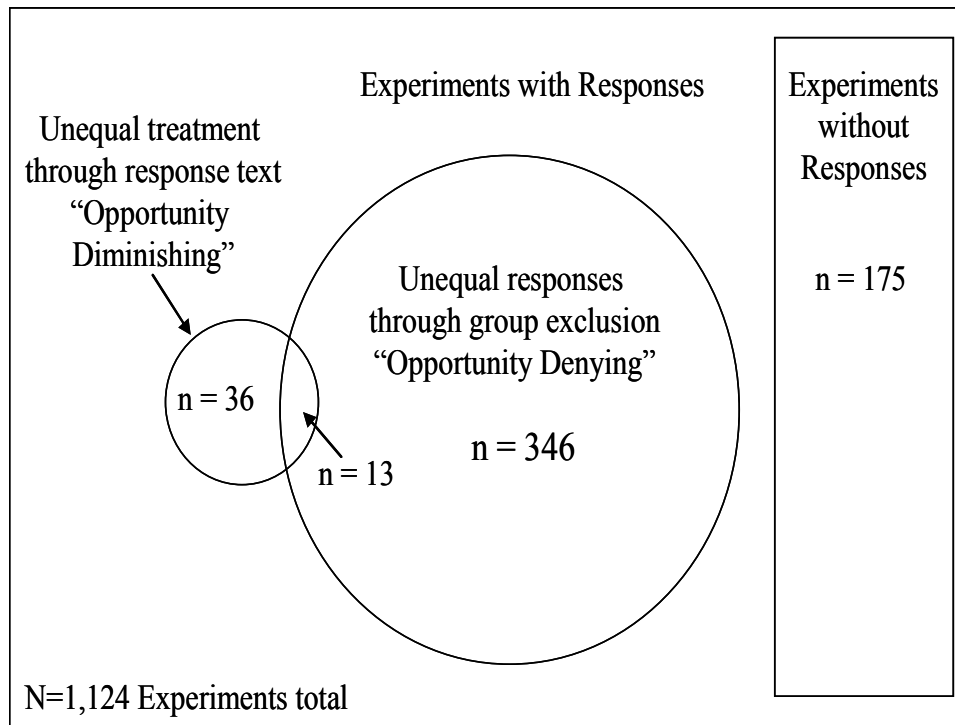 Experiments with Responses
Experiments
without
Responses
n = 175
Unequal treatment
through response text
“Opportunity
Diminishing”
Unequal responses
through group exclusion
“Opportunity Denying”
n = 36
n = 13
n = 346
N=1,124 Experiments total